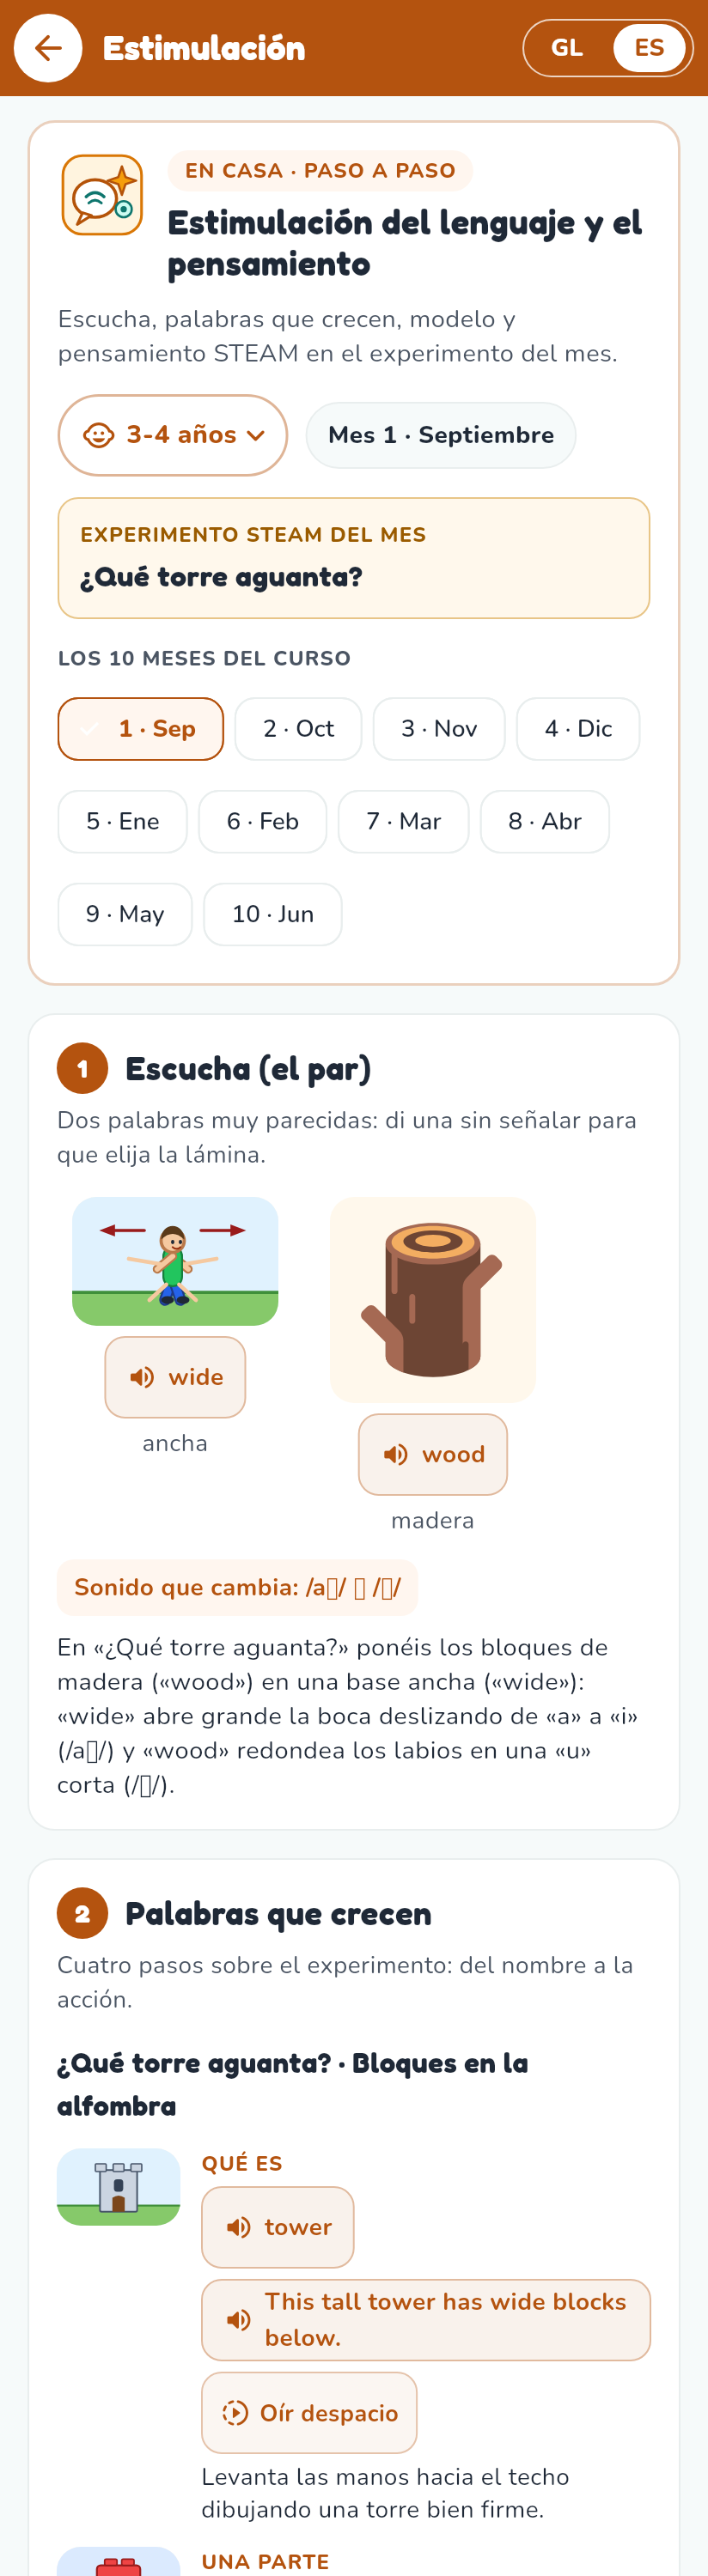 Estimulación
GL ES
EN CASA · PASO A PASO
Estimulación del lenguaje y el
pensamiento
Escucha, palabras que crecen, modelo y
pensamiento STEAM en el experimento del mes.
3-4 años
Mes 1 · Septiembre
EXPERIMENTO STEAM DEL MES
¿Qué torre aguanta?
LOS 10 MESES DEL CURSO
1 · Sep 2 · Oct 3 · Nov 4 · Dic
5 · Ene 6 · Feb 7 · Mar 8 · Abr
9 · May 10 · Jun
1 Escucha (el par)
Dos palabras muy parecidas: di una sin señalar para
que elija la lámina.
wide
ancha
wood
madera
Sonido que cambia: /a▯/ ▯ /▯/
En «¿Qué torre aguanta?» ponéis los bloques de
madera («wood») en una base ancha («wide»):
«wide» abre grande la boca deslizando de «a» a «i»
(/a▯/) y «wood» redondea los labios en una «u»
corta (/▯/).
2 Palabras que crecen
Cuatro pasos sobre el experimento: del nombre a la
acción.
¿Qué torre aguanta? · Bloques en la
alfombra
QUÉ ES
tower
This tall tower has wide blocks
below.
Oír despacio
Levanta las manos hacia el techo
dibujando una torre bien firme.
UNA PARTE